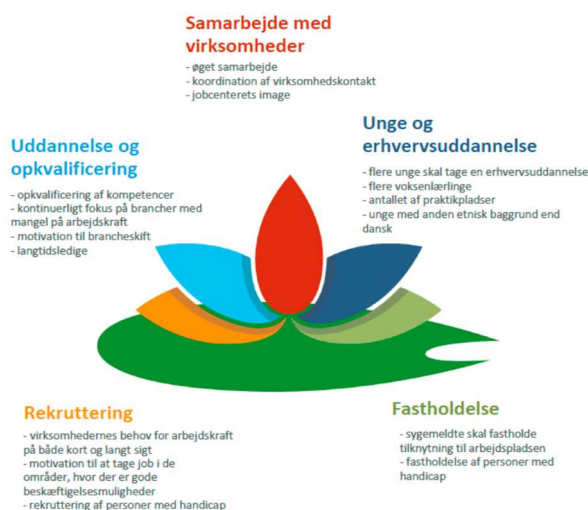 Samarbejde med
virksomheder
- øget samarbejde
- koordination af virksomhedskontakt
- jobcenterets image
Uddannelse og
opkvalificering
- opkvalificering af kompetencer
- kontinuerligt fokus på brancher med
mangel på arbejdskraft
- motivation til brancheskift
- langtidsledige
Unge og
erhvervsuddannelse
- flere unge skal tage en erhvervsuddannelse
- flere voksenlærlinge
- antallet af praktikpladser
- unge med anden etnisk baggrund end
dansk
Rekruttering
- virksomhedernes behov for arbejdskraft
på både kort og langt sigt
- motivation til at tage job i de
områder, hvor der er gode
beskæftigelsesmuligheder
- rekruttering af personer med handicap
Fastholdelse
- sygemeldte skal fastholde
tilknytning til arbejdspladsen
- fastholdelse af personer med
handicap